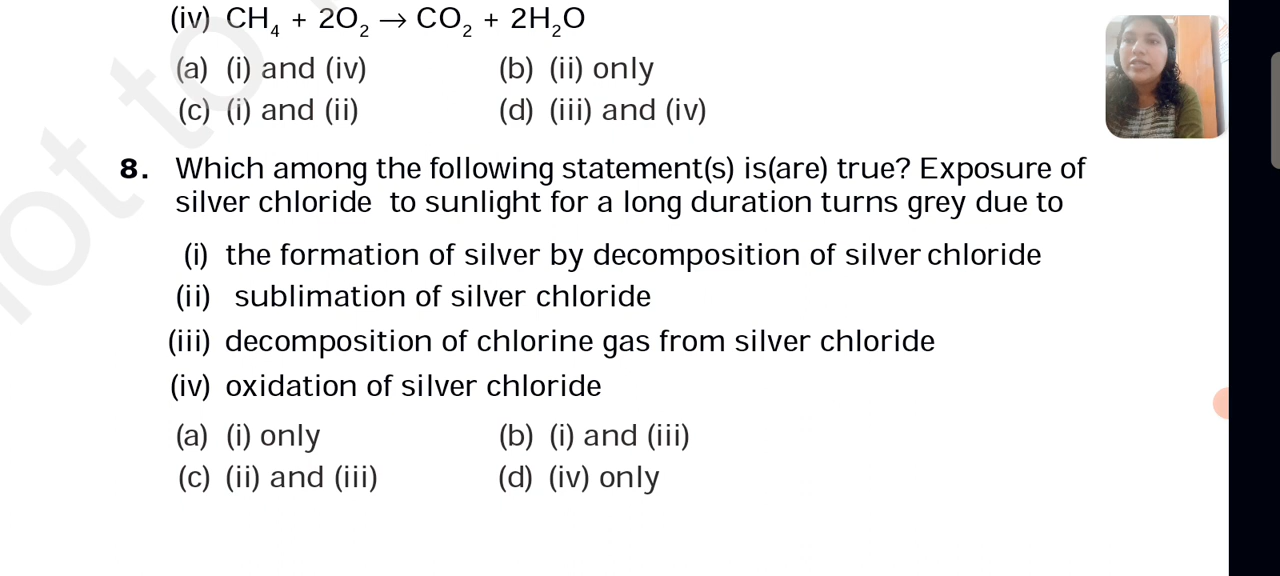 (iv) CH₄ + 2O₂ → CO₂ + 2H₂O
(a) (i) and (iv) (b) (ii) only
(c) (i) and (ii) (d) (iii) and (iv)
8. Which among the following statement(s) is(are) true? Exposure of
silver chloride to sunlight for a long duration turns grey due to
(i) the formation of silver by decomposition of silver chloride
(ii) sublimation of silver chloride
(iii) decomposition of chlorine gas from silver chloride
(iv) oxidation of silver chloride
(a) (i) only (b) (i) and (iii)
(c) (ii) and (iii) (d) (iv) only
not to